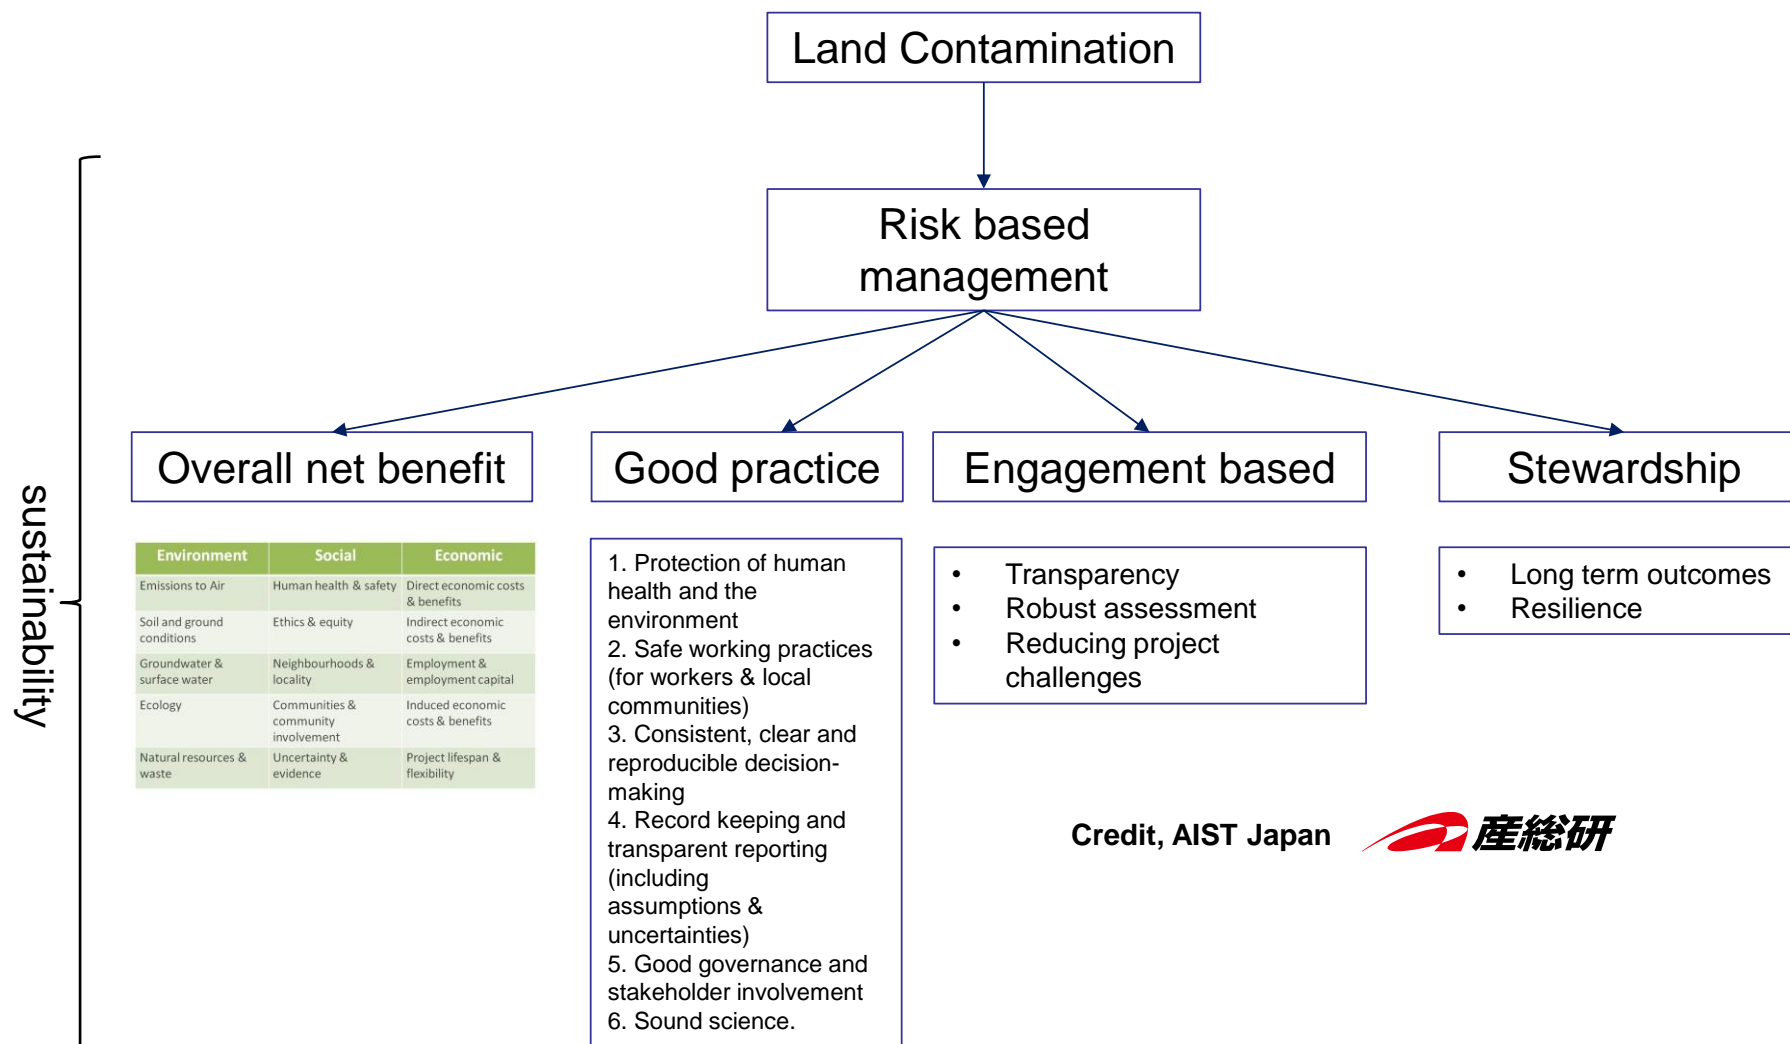 Land Contamination
Risk based
management
sustainability
Overall net benefit
Good practice
Engagement based
Stewardship
Environment Social Economic
Emissions to Air Human health & safety Direct economic costs
& benefits
Soil and ground
conditions
Ethics & equity
Indirect economic
costs & benefits
Groundwater &
surface water
Neighbourhoods &
locality
Employment &
employment capital
Ecology
Communities &
community
involvement
Induced economic
costs & benefits
Natural resources &
waste
Uncertainty &
evidence
Project lifespan &
flexibility
1. Protection of human
health and the
environment
2. Safe working practices
(for workers & local
communities)
3. Consistent, clear and
reproducible decision-
making
4. Record keeping and
transparent reporting
(including
assumptions &
uncertainties)
5. Good governance and
stakeholder involvement
6. Sound science.
• Transparency
• Robust assessment
• Reducing project
challenges
• Long term outcomes
• Resilience
Credit, AIST Japan
産総研